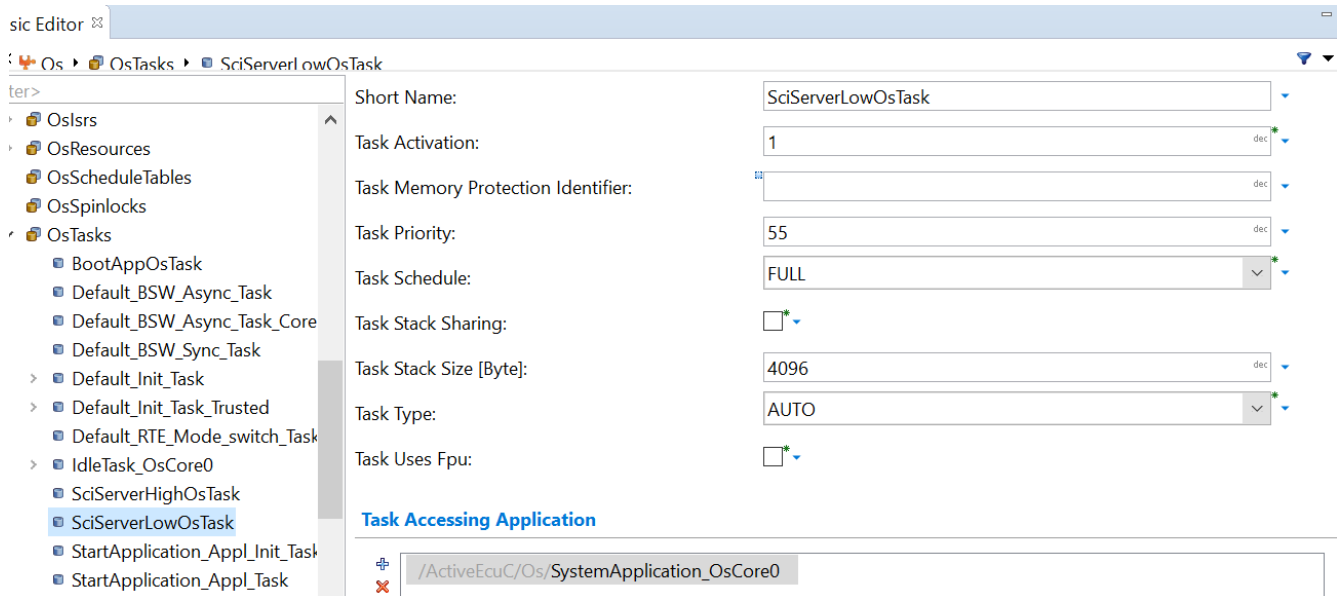 sic Editor
Os OsTasks SciServerLowOsTask
ter>
OsIsrs
OsResources
OsScheduleTables
OsSpinlocks
OsTasks
BootAppOsTask
Default_BSW_Async_Task
Default_BSW_Async_Task_Core
Default_BSW_Sync_Task
Default_Init_Task
Default_Init_Task_Trusted
Default_RTE_Mode_switch_Task
IdleTask_OsCore0
SciServerHighOsTask
SciServerLowOsTask
StartApplication_Appl_Init_Task
StartApplication_Appl_Task
Short Name: SciServerLowOsTask
Task Activation: 1 dec
Task Memory Protection Identifier: dec
Task Priority: 55 dec
Task Schedule: FULL
Task Stack Sharing:
Task Stack Size [Byte]: 4096 dec
Task Type: AUTO
Task Uses Fpu:
Task Accessing Application
/ActiveEcuC/Os/SystemApplication_OsCore0